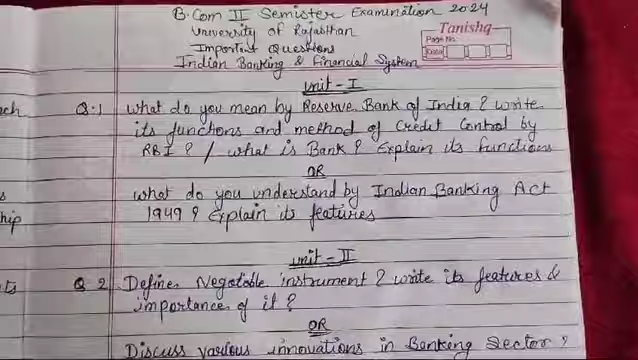 B.Com II Semister Examination 2024
University of Rajasthan
Important Questions
Indian Banking & Financial System
Tanishq
Page No.
Date
Unit-I
Q.1 What do you mean by Reserve Bank of India? Write
its functions and method of Credit Control by
RBI? / What is Bank? Explain its functions
OR
What do you understand by Indian Banking Act
1949? Explain its features
Unit-II
Q 2 Define Negotable instrument? Write its features &
importance of it?
OR
Discuss various innovations in Banking Sector?
hip